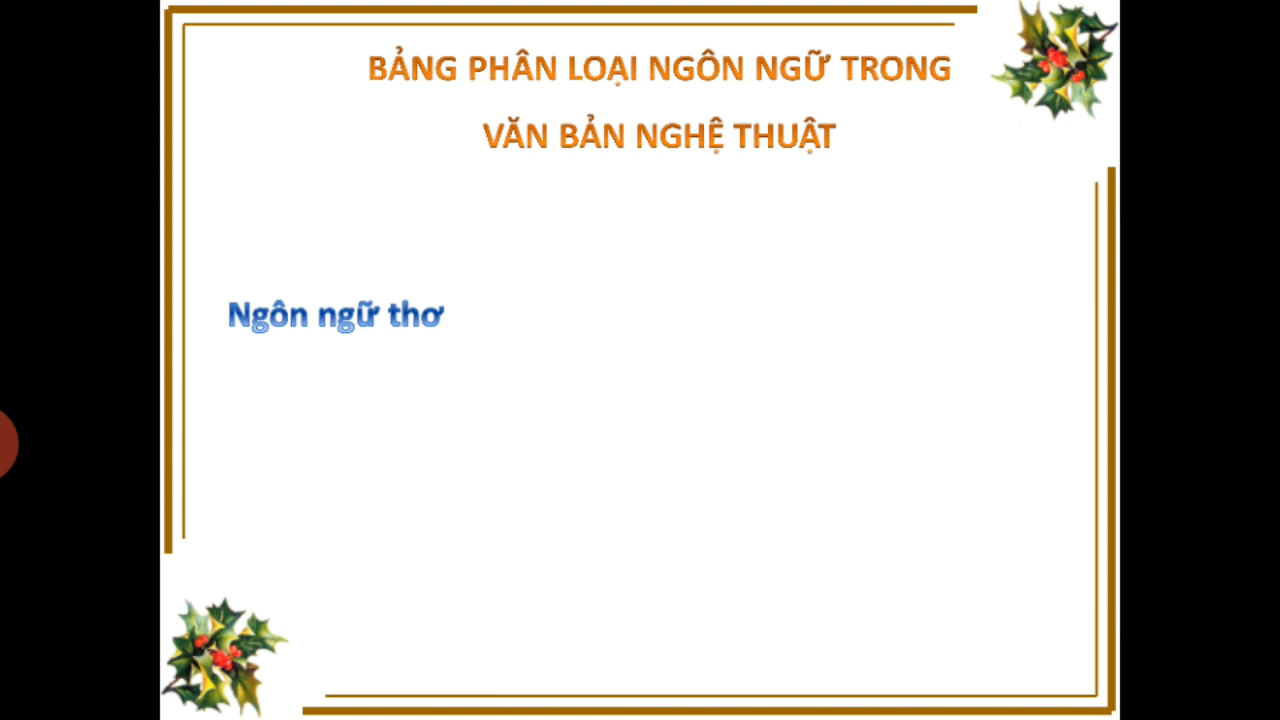 BẢNG PHÂN LOẠI NGÔN NGỮ TRONG
VĂN BẢN NGHỆ THUẬT
Ngôn ngữ thơ